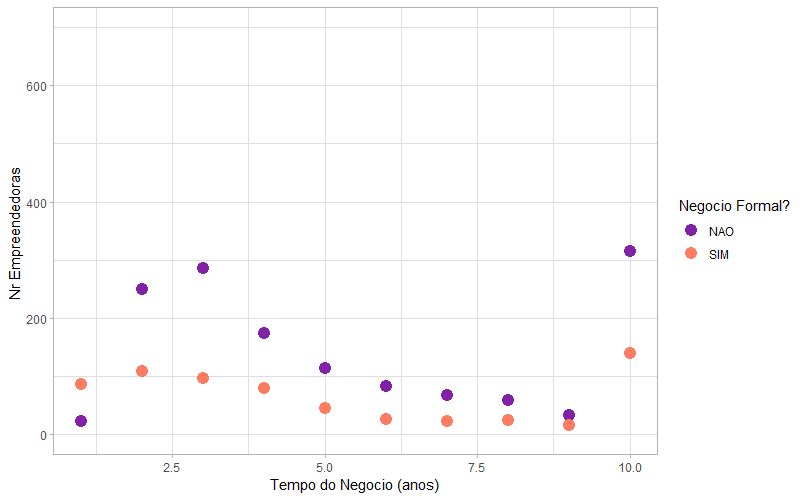 600
400
200
0
Nr Empreendedoras
2.5 5.0 7.5 10.0
Tempo do Negocio (anos)
Negocio Formal?
NAO
SIM